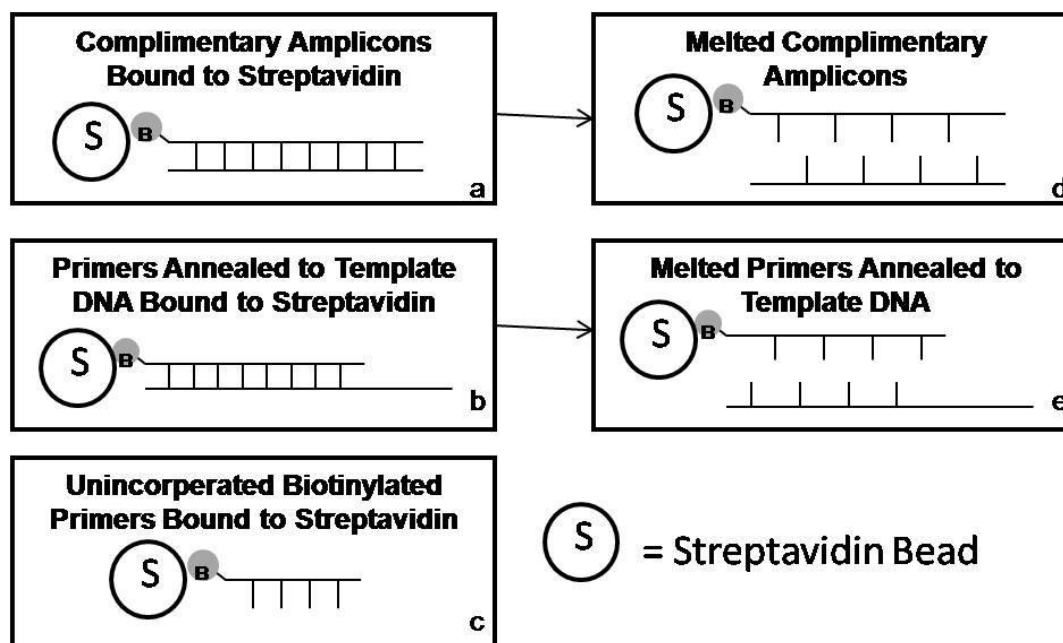 Complimentary Amplicons
Bound to Streptavidin
S
B
a
Melted Complimentary
Amplicons
S
B
d
Primers Annealed to Template
DNA Bound to Streptavidin
S
B
b
Melted Primers Annealed to
Template DNA
S
B
e
Unincorperated Biotinylated
Primers Bound to Streptavidin
S
B
c
S = Streptavidin Bead